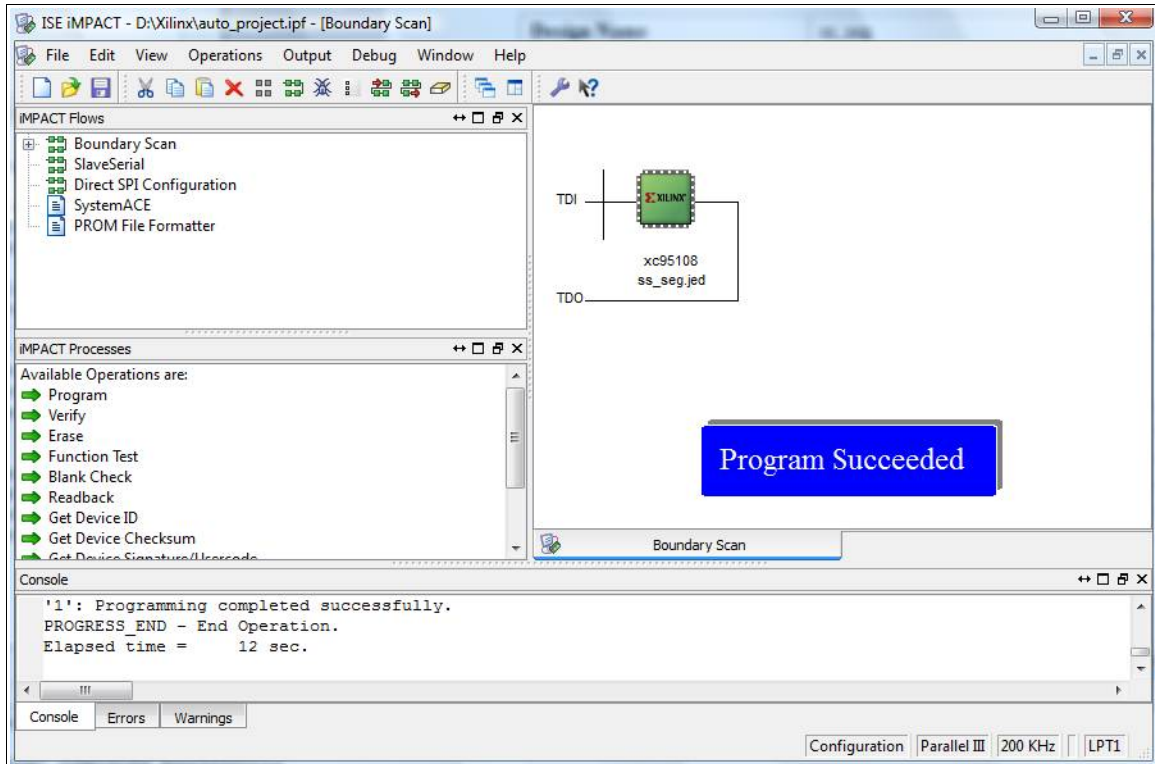 ISE iMPACT - D:\Xilinx\auto_project.ipf - [Boundary Scan]
File Edit View Operations Output Debug Window Help
iMPACT Flows
Boundary Scan
SlaveSerial
Direct SPI Configuration
SystemACE
PROM File Formatter
iMPACT Processes
Available Operations are:
Program
Verify
Erase
Function Test
Blank Check
Readback
Get Device ID
Get Device Checksum
Get Device Signature/Usercode
TDI
XILINX
xc95108
ss_seg.jed
TDO
Program Succeeded
Boundary Scan
Console
'1': Programming completed successfully.
PROGRESS_END - End Operation.
Elapsed time = 12 sec.
Console Errors Warnings
Configuration Parallel III 200 KHz LPT1